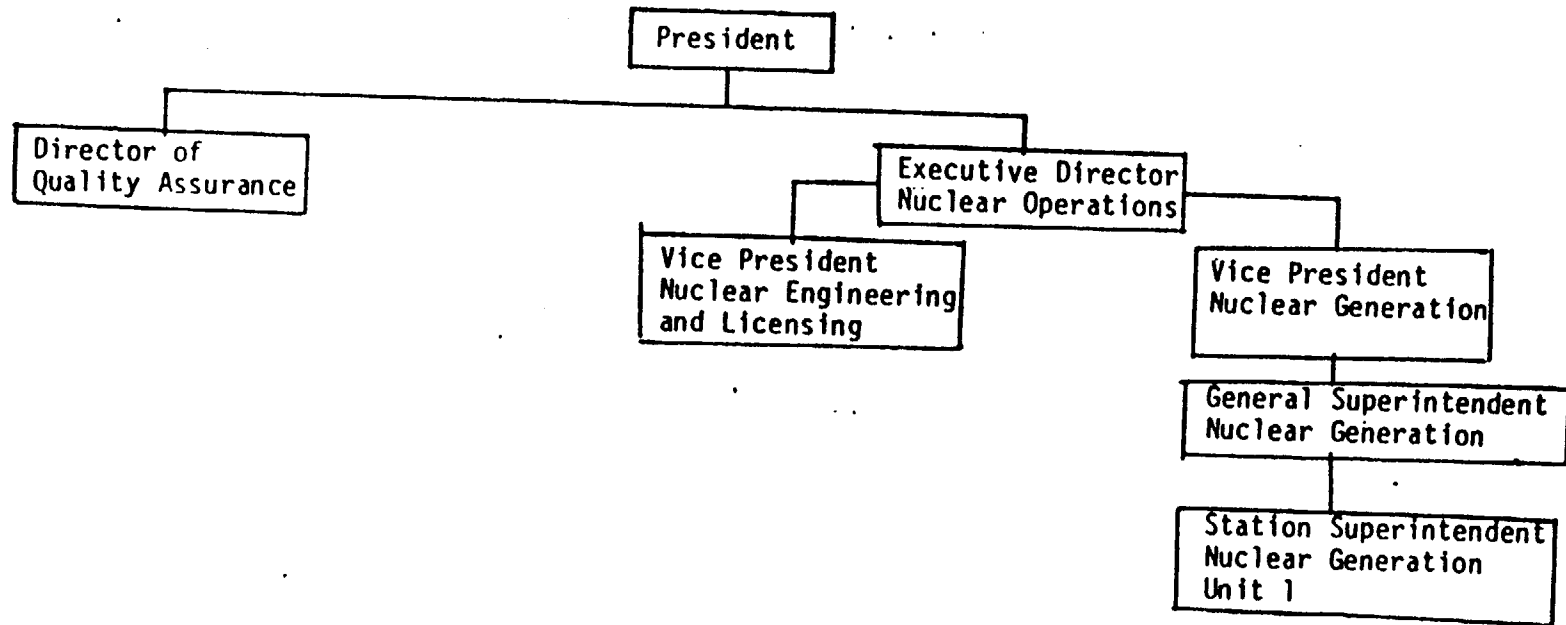 President
Director of
Quality Assurance
Executive Director
Nuclear Operations
Vice President
Nuclear Engineering
and Licensing
Vice President
Nuclear Generation
General Superintendent
Nuclear Generation
Station Superintendent
Nuclear Generation
Unit 1